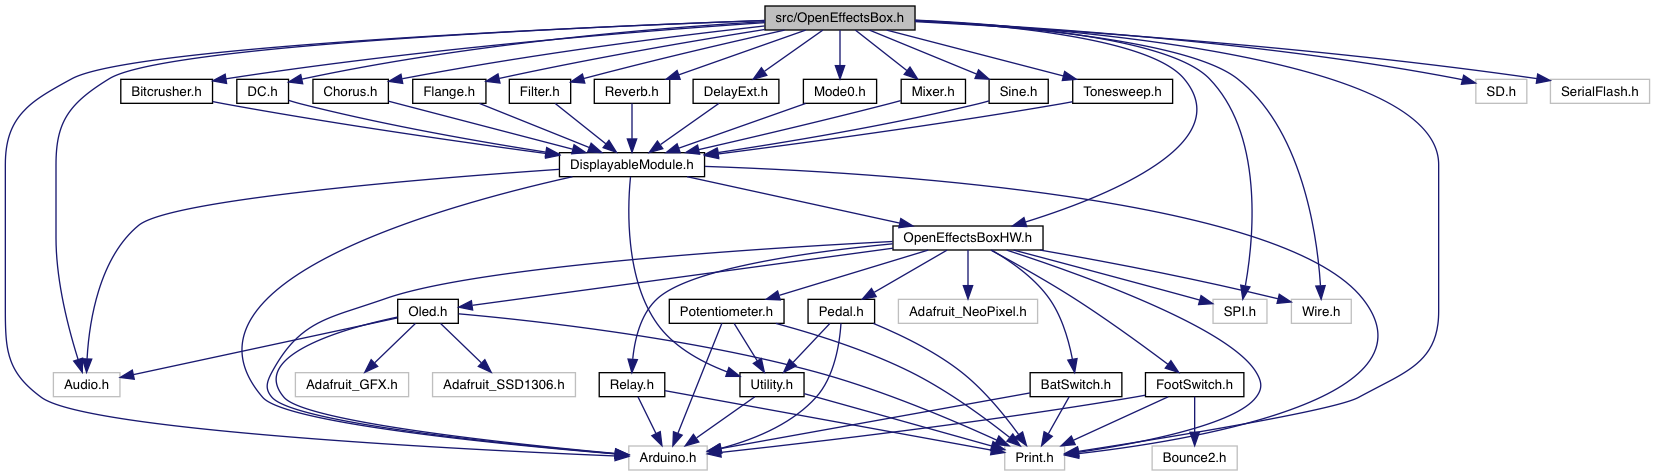 src/OpenEffectsBox.h
Bitcrusher.h
DC.h
Chorus.h
Flange.h
Filter.h
Reverb.h
DelayExt.h
Mode0.h
Mixer.h
Sine.h
Tonesweep.h
SD.h
SerialFlash.h
DisplayableModule.h
OpenEffectsBoxHW.h
Oled.h
Potentiometer.h
Pedal.h
Adafruit_NeoPixel.h
SPI.h
Wire.h
Audio.h
Adafruit_GFX.h
Adafruit_SSD1306.h
Relay.h
Utility.h
BatSwitch.h
FootSwitch.h
Arduino.h
Print.h
Bounce2.h